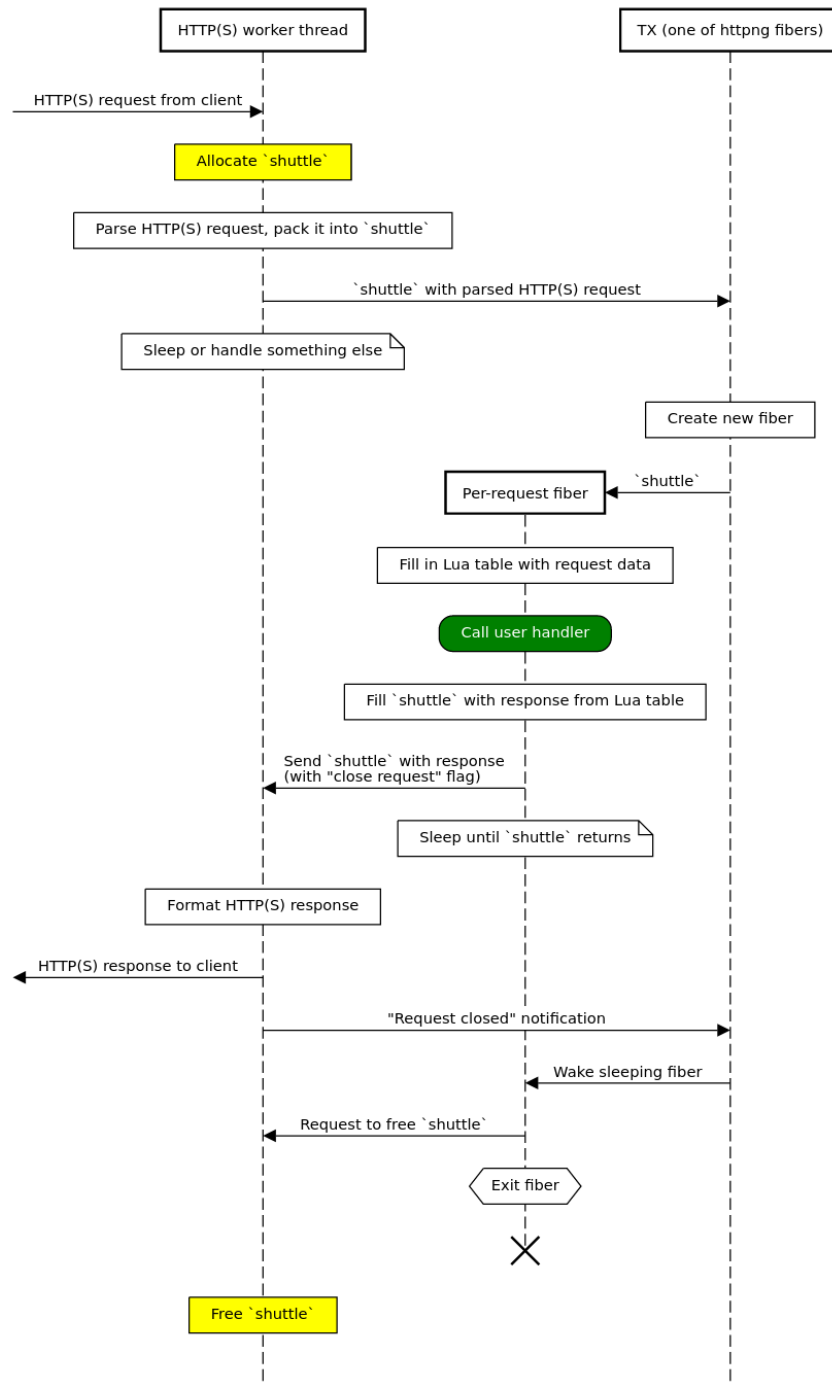 HTTP(S) worker thread
TX (one of httpng fibers)
HTTP(S) request from client
Allocate `shuttle`
Parse HTTP(S) request, pack it into `shuttle`
`shuttle` with parsed HTTP(S) request
Sleep or handle something else
Create new fiber
Per-request fiber
`shuttle`
Fill in Lua table with request data
Call user handler
Fill `shuttle` with response from Lua table
Send `shuttle` with response
(with "close request" flag)
Sleep until `shuttle` returns
Format HTTP(S) response
HTTP(S) response to client
"Request closed" notification
Wake sleeping fiber
Request to free `shuttle`
Exit fiber
Free `shuttle`